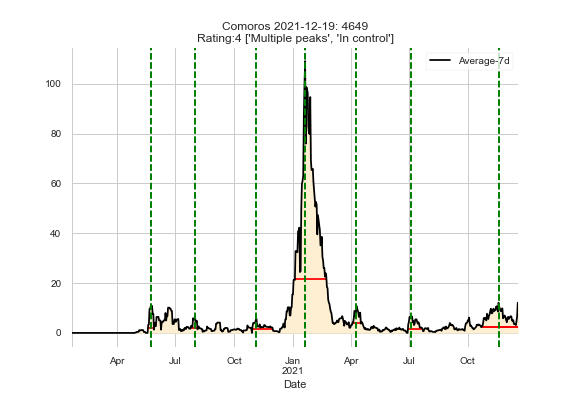 Comoros 2021-12-19: 4649
Rating:4 ['Multiple peaks', 'In control']
Average-7d
100
80
60
40
20
0
Apr Jul Oct Jan Apr Jul Oct
2021
Date